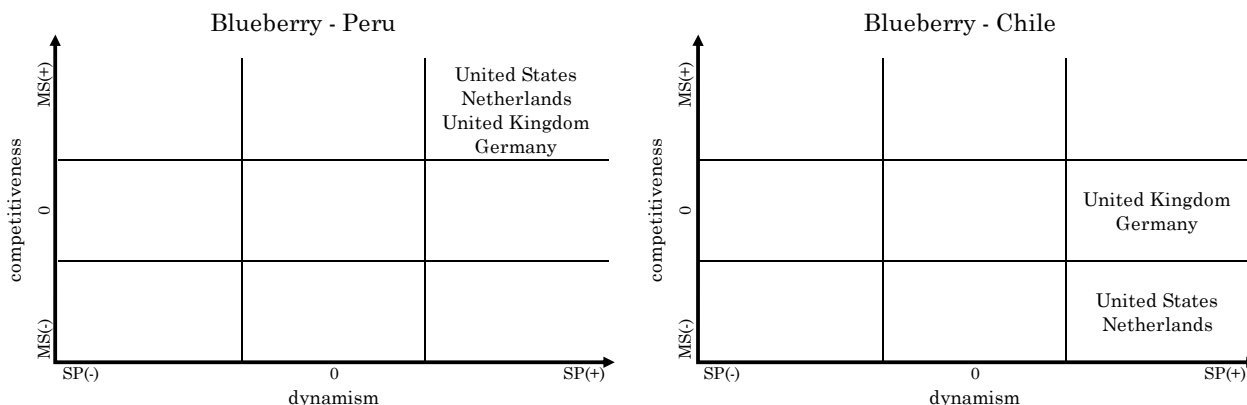 Blueberry - Peru
MS(+)
United States
Netherlands
United Kingdom
Germany
competitiveness
0
MS(-)
SP(-)
0
SP(+)
dynamism
Blueberry - Chile
MS(+)
competitiveness
0
United Kingdom
Germany
MS(-)
United States
Netherlands
SP(-)
0
SP(+)
dynamism